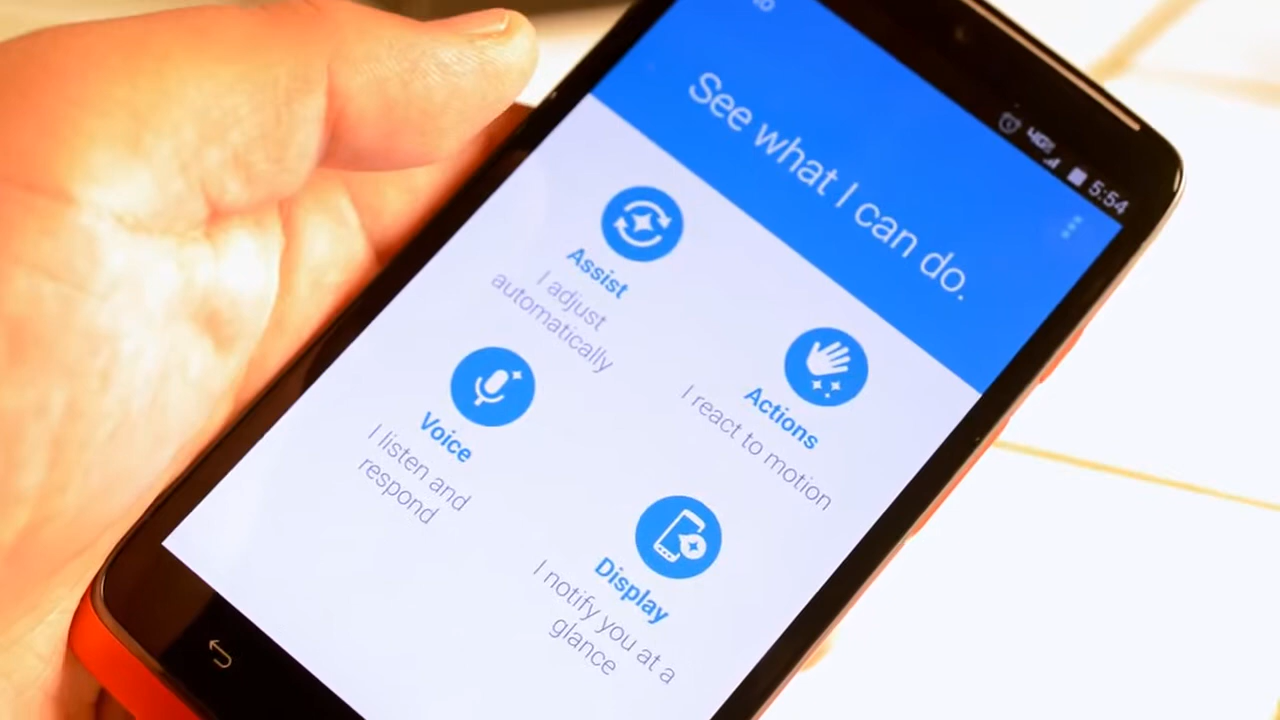 4G
5:54
See what I can do.
Assist
I adjust
automatically
Actions
I react to motion
Voice
I listen and
respond
Display
I notify you at a
glance